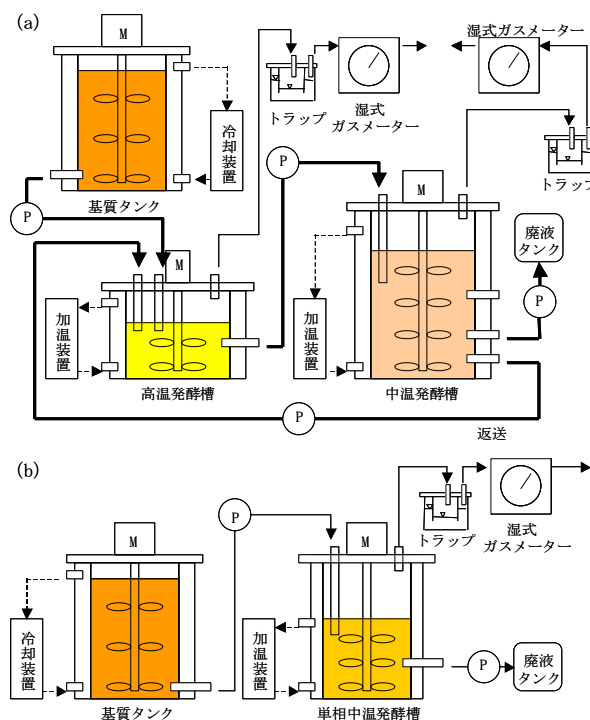 (a)
M
冷却装置
基質タンク
P
トラップ
湿式
ガスメーター
湿式ガスメーター
トラップ
P
M
加温装置
高温発酵槽
M
加温装置
中温発酵槽
廃液
タンク
P
P
返送
(b)
M
冷却装置
基質タンク
P
M
加温装置
単相中温発酵槽
トラップ
湿式
ガスメーター
P
廃液
タンク